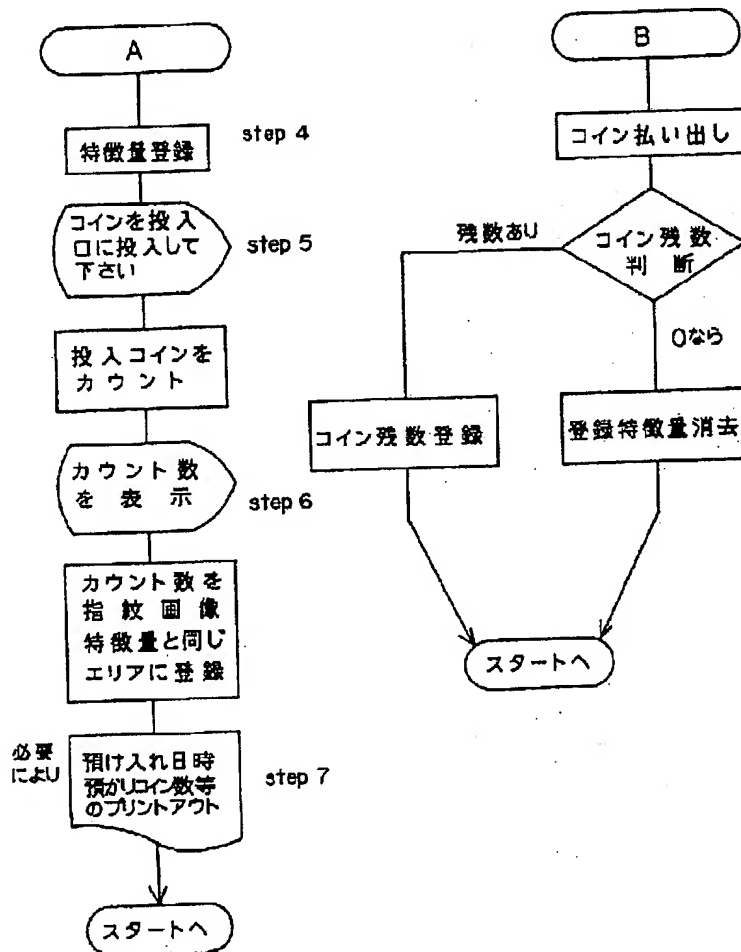 A
特徴量登録
step 4
コインを投入
口に投入して
下さい
step 5
投入コインを
カウント
カウント数
を表示
step 6
カウント数を
指紋画像
特徴量と同じ
エリアに登録
必要
により
預け入れ日時
預かりコイン数等
のプリントアウト
step 7
スタートへ
B
コイン払い出し
コイン残数
判断
残数あり
0なら
コイン残数登録
登録特徴量消去
スタートへ